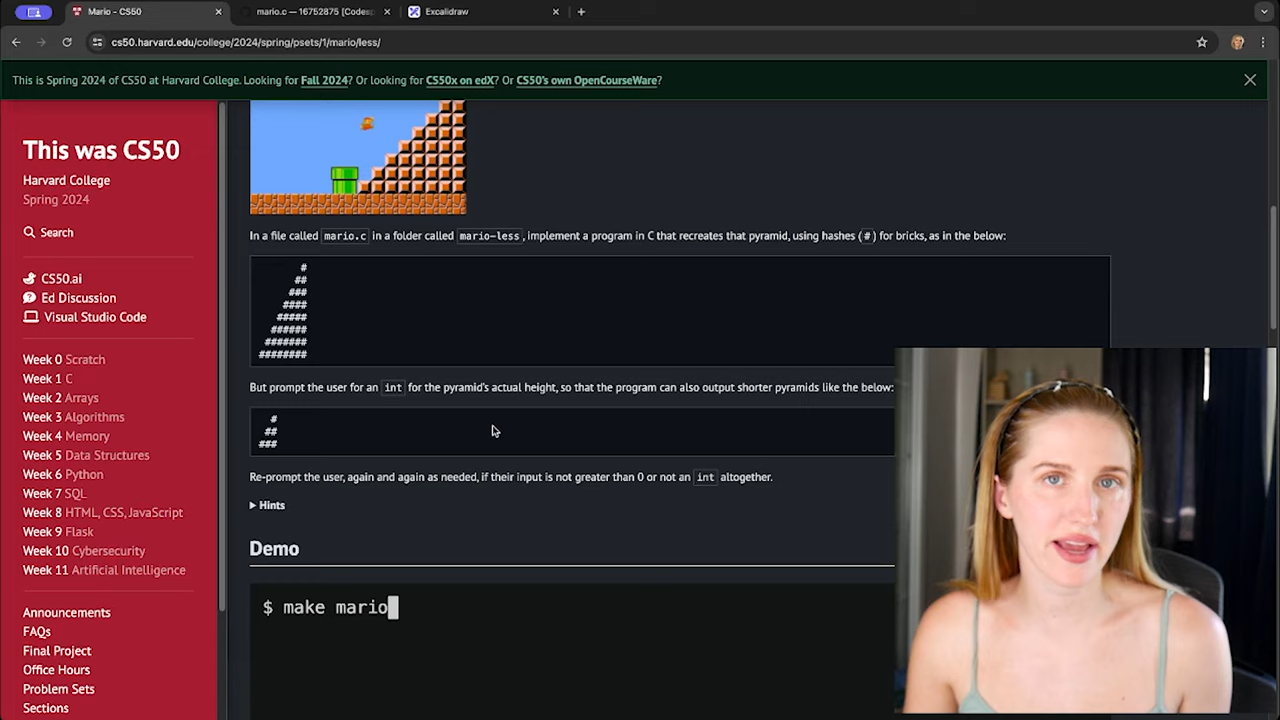 Mario - CS50
mario.c — 16752875 [Codesp
Excalidraw
cs50.harvard.edu/college/2024/spring/psets/1/mario/less/
This is Spring 2024 of CS50 at Harvard College. Looking for Fall 2024? Or looking for CS50x on edX? Or CS50's own OpenCourseWare?
This was CS50
Harvard College
Spring 2024
Search
CS50.ai
Ed Discussion
Visual Studio Code
Week 0 Scratch
Week 1 C
Week 2 Arrays
Week 3 Algorithms
Week 4 Memory
Week 5 Data Structures
Week 6 Python
Week 7 SQL
Week 8 HTML, CSS, JavaScript
Week 9 Flask
Week 10 Cybersecurity
Week 11 Artificial Intelligence
Announcements
FAQs
Final Project
Office Hours
Problem Sets
Sections
In a file called mario.c in a folder called mario-less, implement a program in C that recreates that pyramid, using hashes (#) for bricks, as in the below:
#
##
###
####
#####
######
#######
########
But prompt the user for an int for the pyramid's actual height, so that the program can also output shorter pyramids like the below:
#
##
###
Re-prompt the user, again and again as needed, if their input is not greater than 0 or not an int altogether.
Hints
Demo
$ make mario